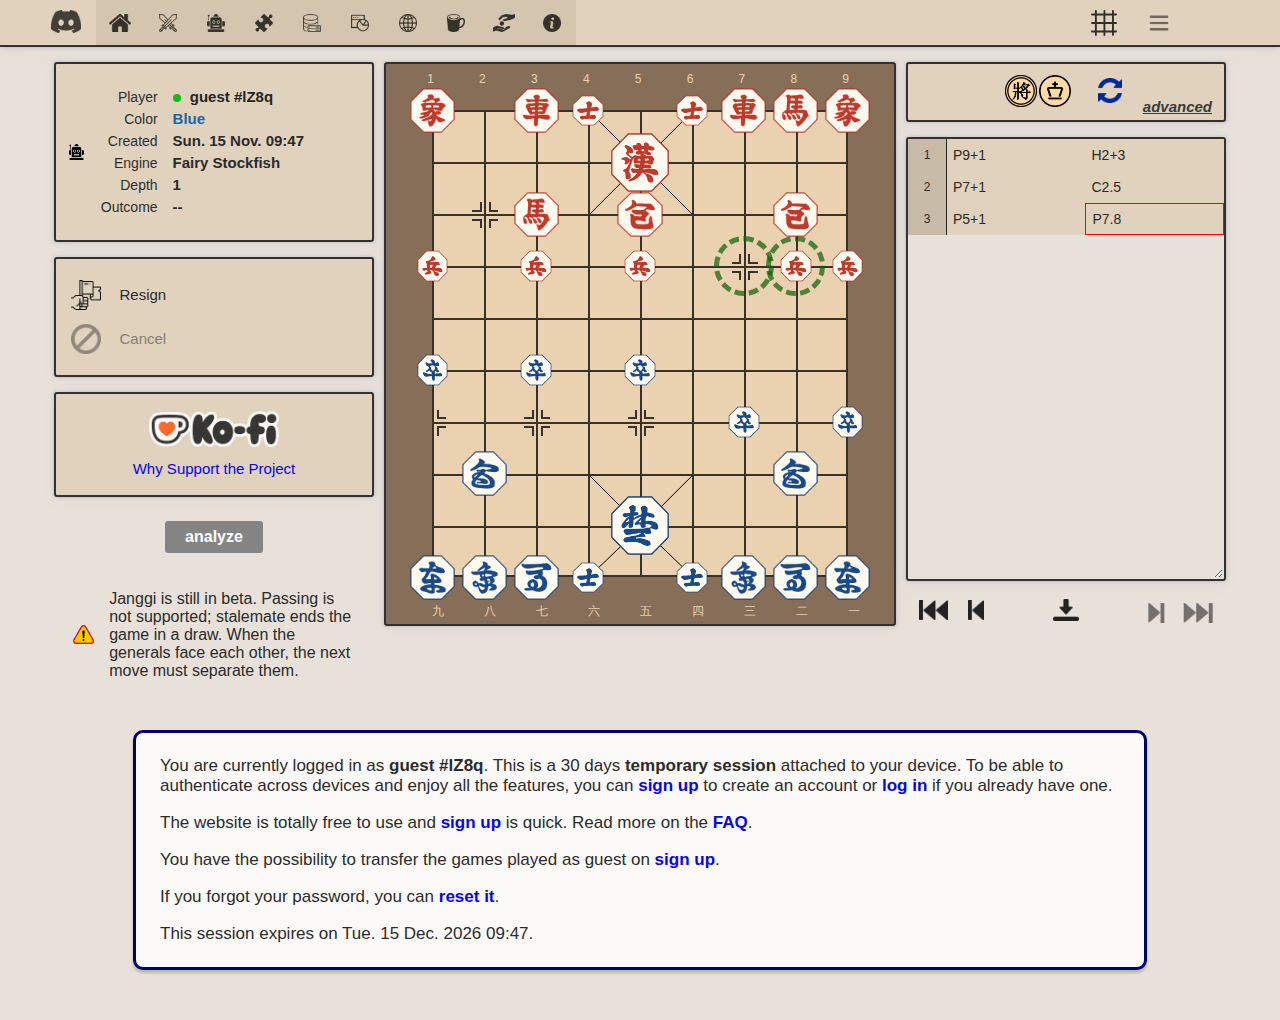 Player guest #lZ8q
Color Blue
Created Sun. 15 Nov. 09:47
Engine Fairy Stockfish
Depth 1
Outcome --
Resign
Cancel
Ko-fi
Why Support the Project
analyze
Janggi is still in beta. Passing is
not supported; stalemate ends the
game in a draw. When the
generals face each other, the next
move must separate them.
1 2 3 4 5 6 7 8 9
象 車 士 士 車 馬 象
漢
馬 包 包
兵 兵 兵 兵 兵
卒 卒 卒
卒 卒
包 包
楚
車 象 馬 士 士 象 馬 車
九 八 七 六 五 四 三 二 一
將
advanced
1 P9+1 H2+3
2 P7+1 C2.5
3 P5+1 P7.8
You are currently logged in as guest #lZ8q. This is a 30 days temporary session attached to your device. To be able to
authenticate across devices and enjoy all the features, you can sign up to create an account or log in if you already have one.
The website is totally free to use and sign up is quick. Read more on the FAQ.
You have the possibility to transfer the games played as guest on sign up.
If you forgot your password, you can reset it.
This session expires on Tue. 15 Dec. 2026 09:47.